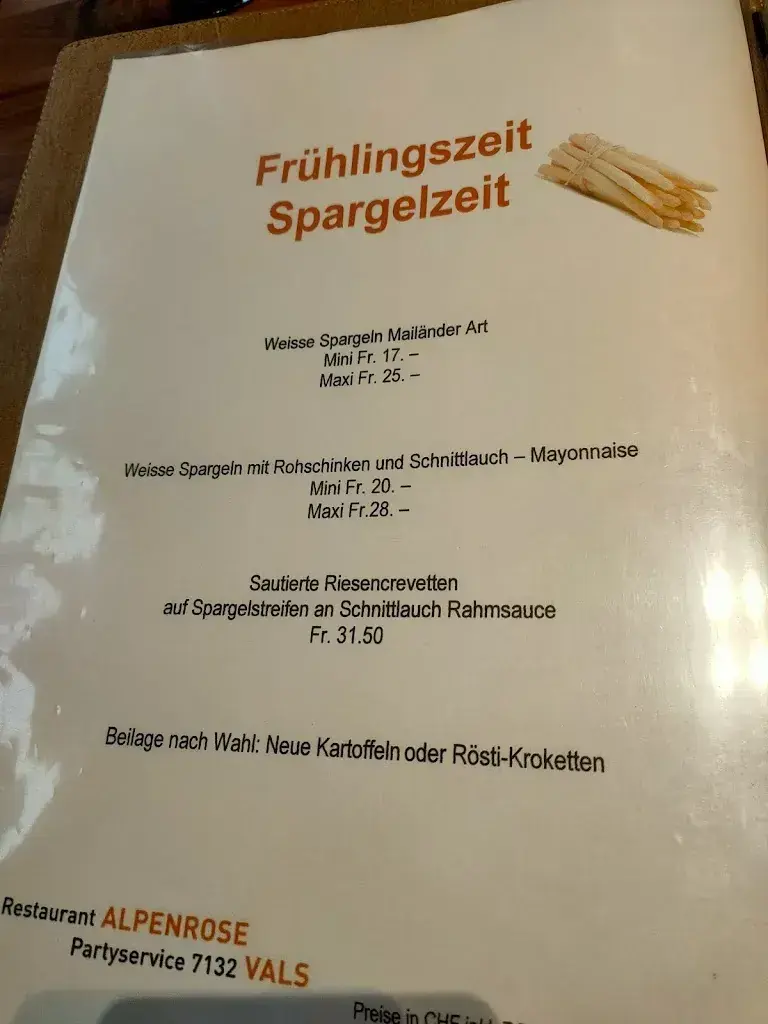 Frühlingszeit
Spargelzeit
Weisse Spargeln Mailänder Art
Mini Fr. 17. –
Maxi Fr. 25. –
Weisse Spargeln mit Rohschinken und Schnittlauch – Mayonnaise
Mini Fr. 20. –
Maxi Fr.28. –
Sautierte Riesencrevetten
auf Spargelstreifen an Schnittlauch Rahmsauce
Fr. 31.50
Beilage nach Wahl: Neue Kartoffeln oder Rösti-Kroketten
Restaurant ALPENROSE
Partyservice 7132 VALS
Preise in CHF